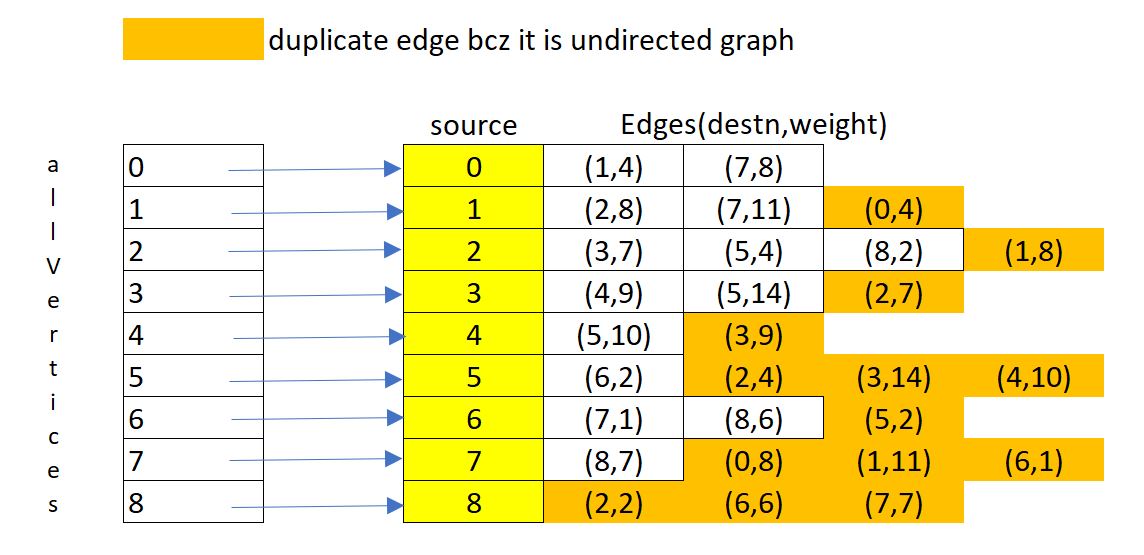 duplicate edge bcz it is undirected graph
source Edges(destn,weight)
allVertices
0 0 (1,4) (7,8)
1 1 (2,8) (7,11) (0,4)
2 2 (3,7) (5,4) (8,2) (1,8)
3 3 (4,9) (5,14) (2,7)
4 4 (5,10) (3,9)
5 5 (6,2) (2,4) (3,14) (4,10)
6 6 (7,1) (8,6) (5,2)
7 7 (8,7) (0,8) (1,11) (6,1)
8 8 (2,2) (6,6) (7,7)